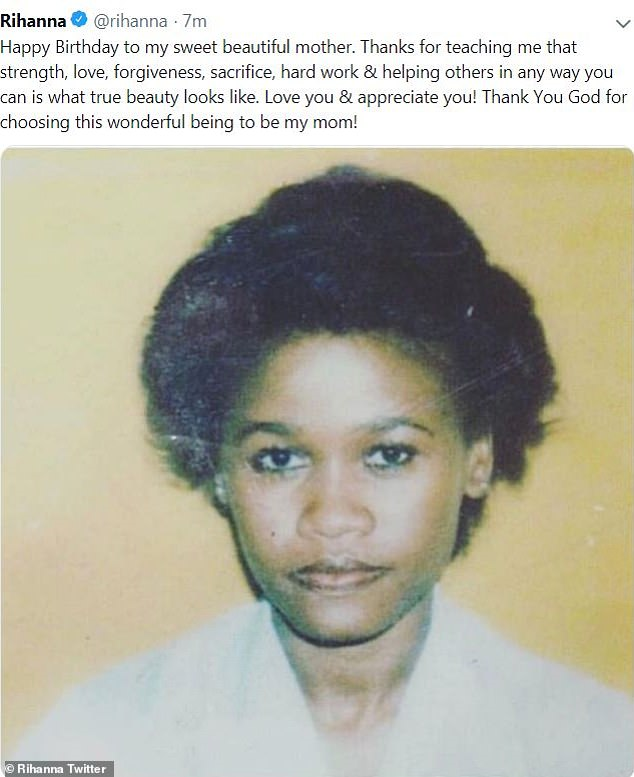 Rihanna @rihanna · 7m
Happy Birthday to my sweet beautiful mother. Thanks for teaching me that
strength, love, forgiveness, sacrifice, hard work & helping others in any way you
can is what true beauty looks like. Love you & appreciate you! Thank You God for
choosing this wonderful being to be my mom!
© Rihanna Twitter